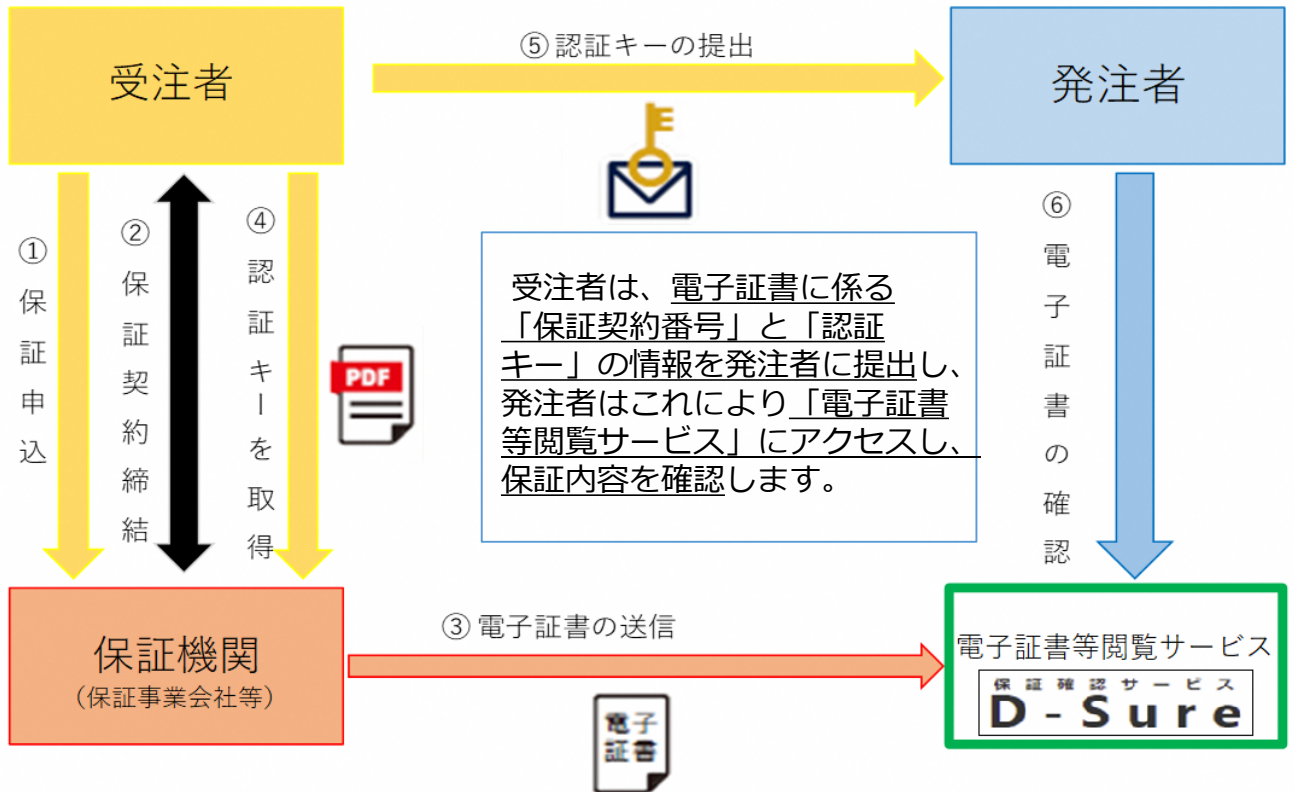 受注者
⑤認証キーの提出
発注者
①保証申込
②保証契約締結
④認証キーを取得
PDF
受注者は、電子証書に係る
「保証契約番号」と「認証
キー」の情報を発注者に提出し、
発注者はこれにより「電子証書
等閲覧サービス」にアクセスし、
保証内容を確認します。
⑥電子証書の確認
保証機関
（保証事業会社等）
③電子証書の送信
電子
証書
電子証書等閲覧サービス
保証確認サービス
D-Sure